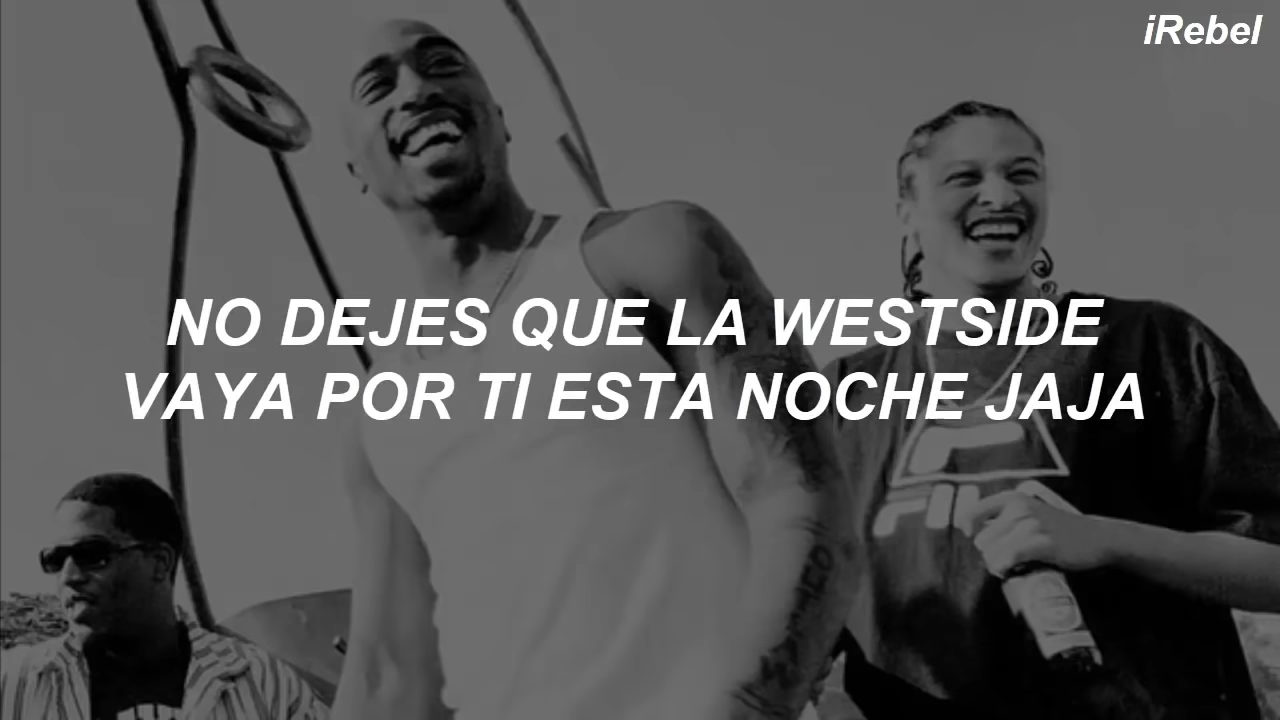 iRebel
NO DEJES QUE LA WESTSIDE
VAYA POR TI ESTA NOCHE JAJA